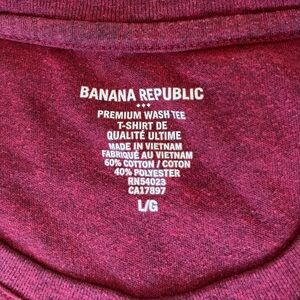 BANANA REPUBLIC
PREMIUM WASH TEE
T-SHIRT DE
QUALITÉ ULTIME
MADE IN VIETNAM
FABRIQUÉ AU VIETNAM
60% COTTON / COTON
40% POLYESTER
RN54023
CA17897
L/G